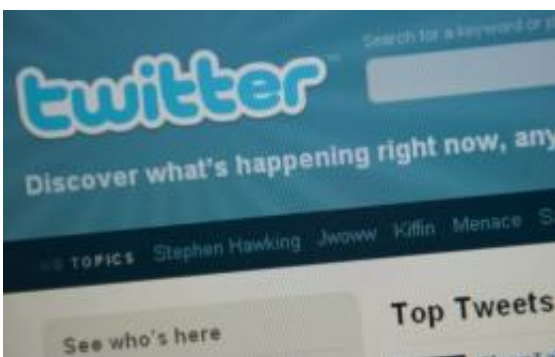 Search for a keyword or
twitter
Discover what's happening right now, any
TOPICS Stephen Hawking Jwoww Kiffin Menace S
Top Tweets
See who's here